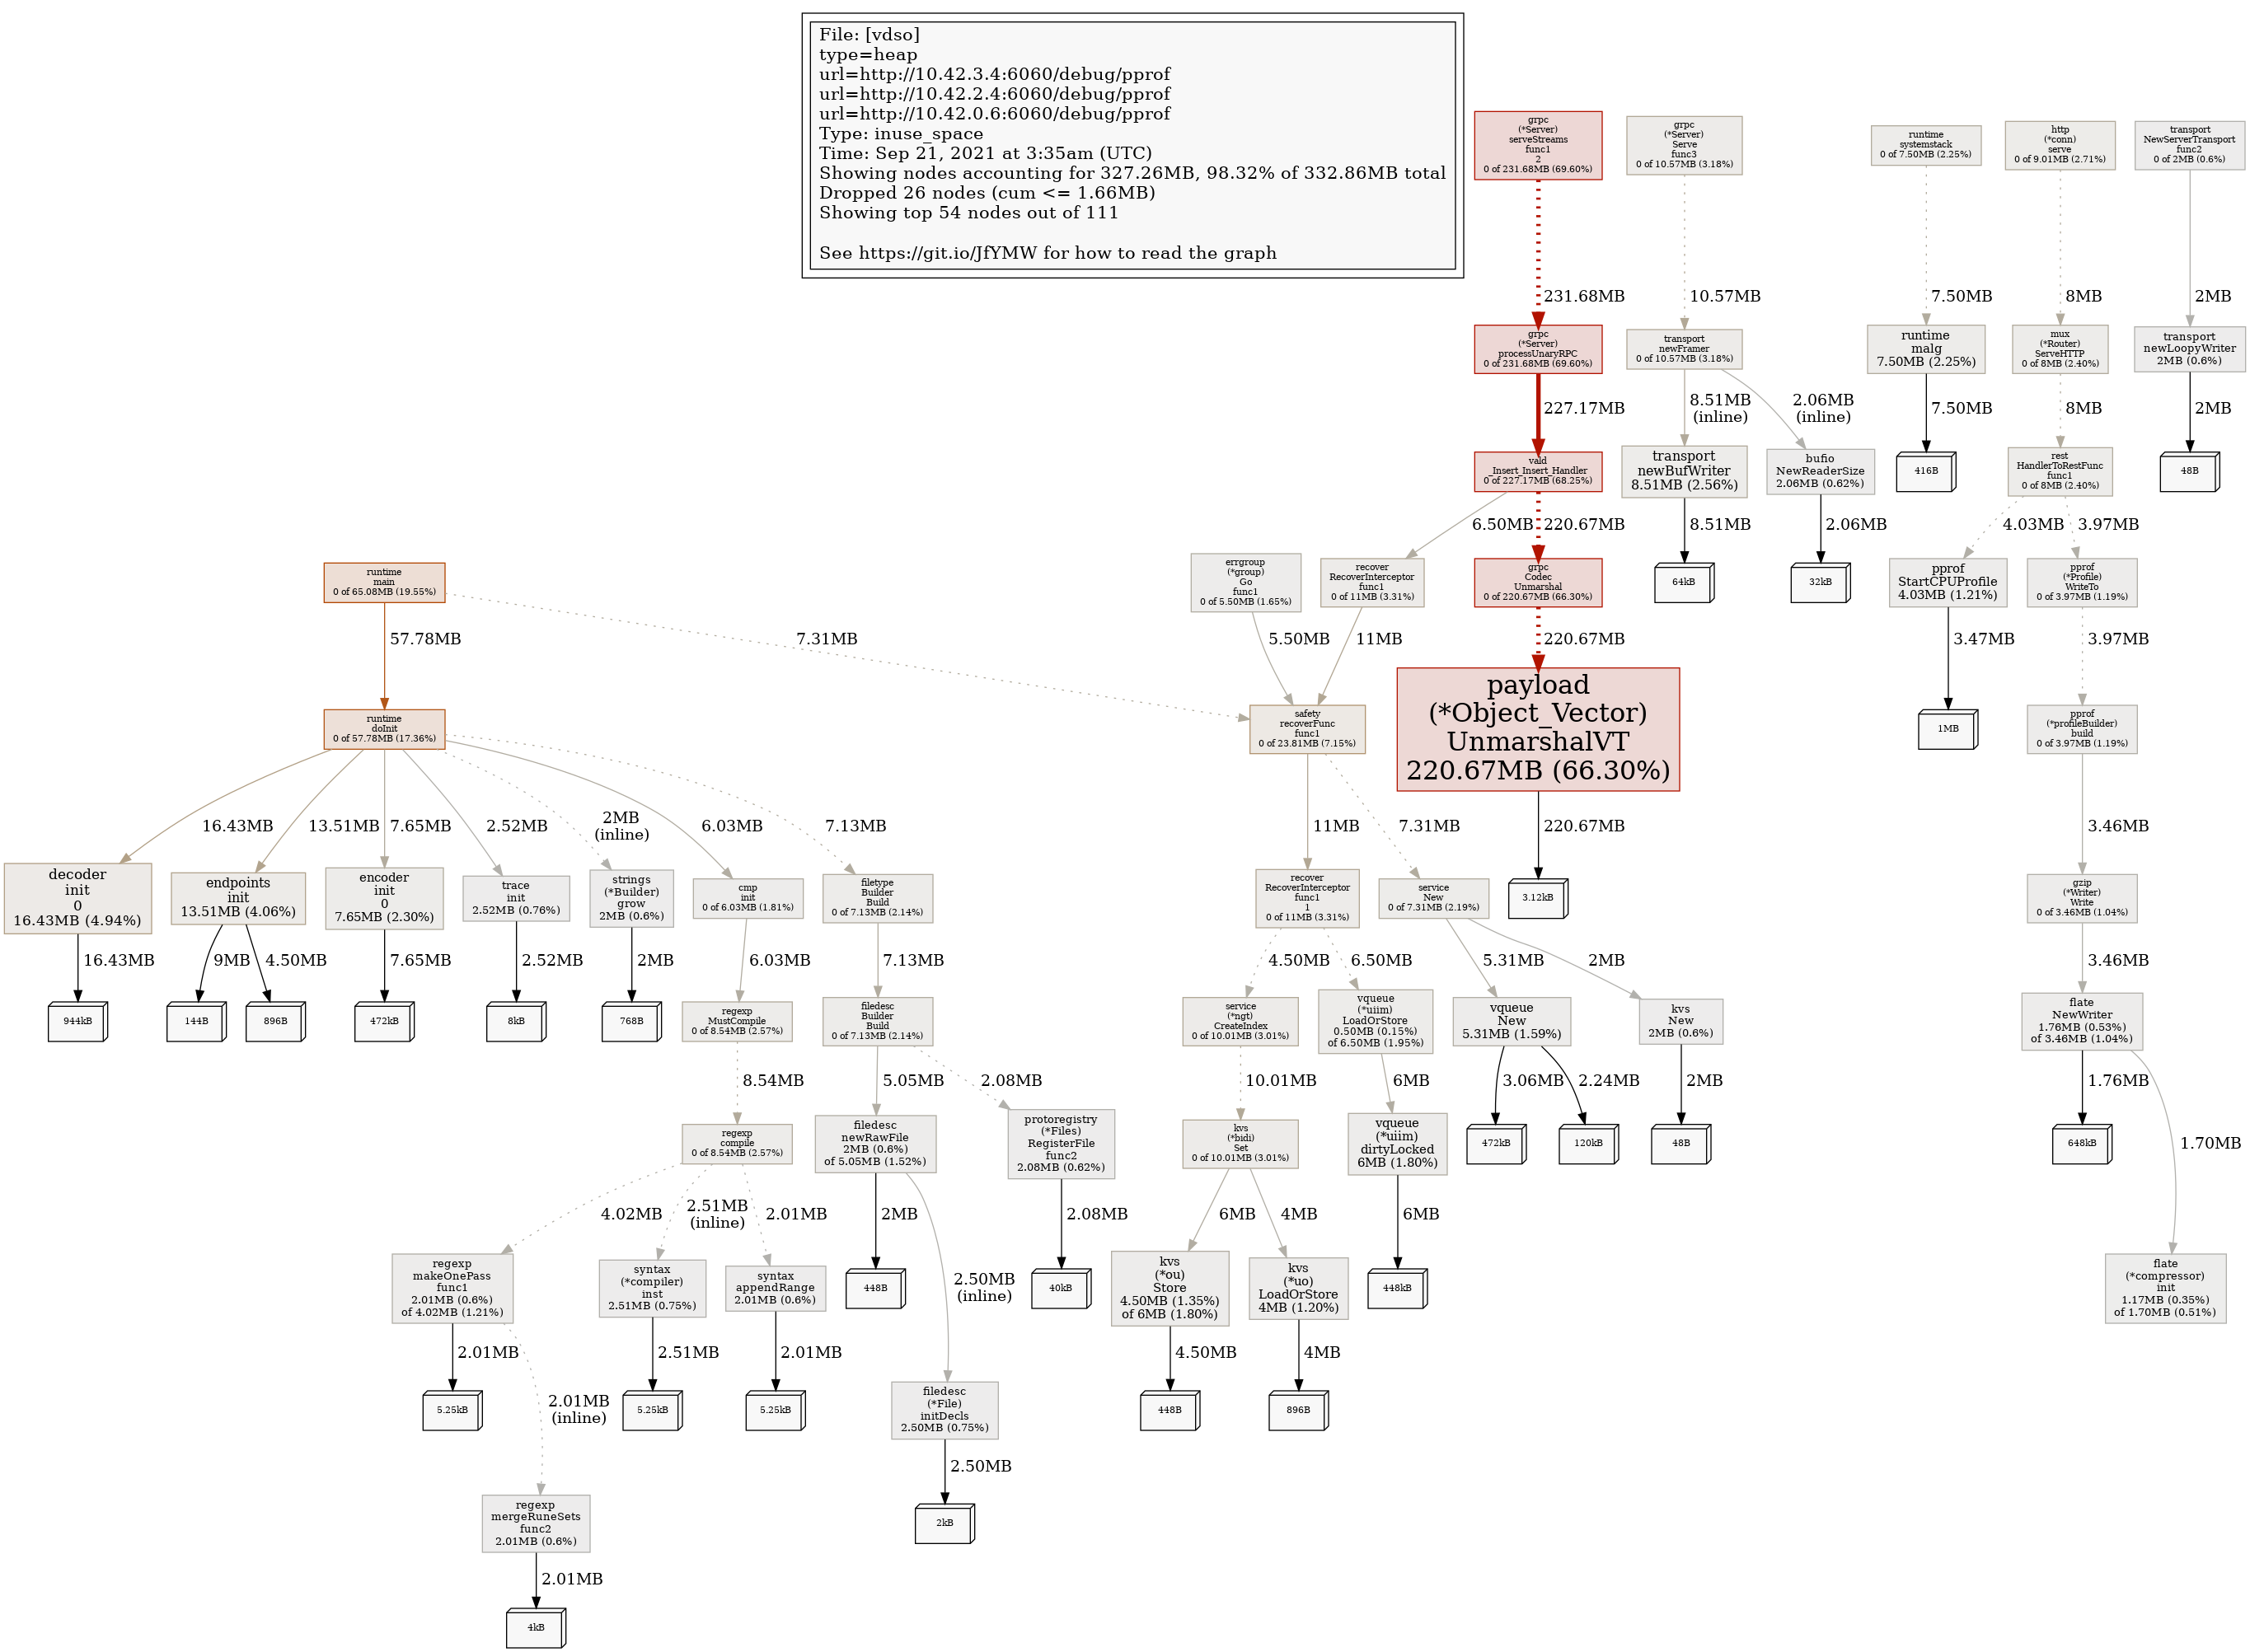 File: [vdso]
type=heap
url=http://10.42.3.4:6060/debug/pprof
url=http://10.42.2.4:6060/debug/pprof
url=http://10.42.0.6:6060/debug/pprof
Type: inuse_space
Time: Sep 21, 2021 at 3:35am (UTC)
Showing nodes accounting for 327.26MB, 98.32% of 332.86MB total
Dropped 26 nodes (cum <= 1.66MB)
Showing top 54 nodes out of 111
See https://git.io/JfYMW for how to read the graph
grpc
(*Server)
serveStreams
func1
2
0 of 231.68MB (69.60%)
grpc
(*Server)
Serve
func3
0 of 10.57MB (3.18%)
runtime
systemstack
0 of 7.50MB (2.25%)
http
(*conn)
serve
0 of 9.01MB (2.71%)
transport
NewServerTransport
func2
0 of 2MB (0.6%)
231.68MB
10.57MB
7.50MB
8MB
2MB
grpc
(*Server)
processUnaryRPC
0 of 231.68MB (69.60%)
transport
newFramer
0 of 10.57MB (3.18%)
runtime
malg
7.50MB (2.25%)
mux
(*Router)
ServeHTTP
0 of 8MB (2.40%)
transport
newLoopyWriter
2MB (0.6%)
227.17MB
8.51MB
(inline)
2.06MB
(inline)
7.50MB
8MB
2MB
vald
_Insert_Insert_Handler
0 of 227.17MB (68.25%)
transport
newBufWriter
8.51MB (2.56%)
bufio
NewReaderSize
2.06MB (0.62%)
416B
rest
HandlerToRestFunc
func1
0 of 8MB (2.40%)
48B
6.50MB
220.67MB
8.51MB
2.06MB
4.03MB
3.97MB
runtime
main
0 of 65.08MB (19.55%)
errgroup
(*group)
Go
func1
0 of 5.50MB (1.65%)
recover
RecoverInterceptor
func1
0 of 11MB (3.31%)
grpc
Codec
Unmarshal
0 of 220.67MB (66.30%)
64kB
32kB
pprof
StartCPUProfile
4.03MB (1.21%)
pprof
(*Profile)
WriteTo
0 of 3.97MB (1.19%)
57.78MB
7.31MB
5.50MB
11MB
220.67MB
3.47MB
3.97MB
runtime
doInit
0 of 57.78MB (17.36%)
safety
recoverFunc
func1
0 of 23.81MB (7.15%)
payload
(*Object_Vector)
UnmarshalVT
220.67MB (66.30%)
1MB
pprof
(*profileBuilder)
build
0 of 3.97MB (1.19%)
16.43MB
13.51MB
7.65MB
2.52MB
2MB
(inline)
6.03MB
7.13MB
11MB
7.31MB
220.67MB
3.46MB
decoder
init
0
16.43MB (4.94%)
endpoints
init
13.51MB (4.06%)
encoder
init
0
7.65MB (2.30%)
trace
init
2.52MB (0.76%)
strings
(*Builder)
grow
2MB (0.6%)
cmp
init
0 of 6.03MB (1.81%)
filetype
Builder
Build
0 of 7.13MB (2.14%)
recover
RecoverInterceptor
func1
1
0 of 11MB (3.31%)
service
New
0 of 7.31MB (2.19%)
3.12kB
gzip
(*Writer)
Write
0 of 3.46MB (1.04%)
16.43MB
9MB
4.50MB
7.65MB
2.52MB
2MB
6.03MB
7.13MB
4.50MB
6.50MB
5.31MB
2MB
3.46MB
944kB
144B
896B
472kB
8kB
768B
regexp
MustCompile
0 of 8.54MB (2.57%)
filedesc
Builder
Build
0 of 7.13MB (2.14%)
service
(*ngt)
CreateIndex
0 of 10.01MB (3.01%)
vqueue
(*uiim)
LoadOrStore
0.50MB (0.15%)
of 6.50MB (1.95%)
vqueue
New
5.31MB (1.59%)
kvs
New
2MB (0.6%)
flate
NewWriter
1.76MB (0.53%)
of 3.46MB (1.04%)
8.54MB
5.05MB
2.08MB
10.01MB
6MB
3.06MB
2.24MB
2MB
1.76MB
1.70MB
regexp
compile
0 of 8.54MB (2.57%)
filedesc
newRawFile
2MB (0.6%)
of 5.05MB (1.52%)
protoregistry
(*Files)
RegisterFile
func2
2.08MB (0.62%)
kvs
(*bidi)
Set
0 of 10.01MB (3.01%)
vqueue
(*uiim)
dirtyLocked
6MB (1.80%)
472kB
120kB
48B
648kB
4.02MB
2.51MB
(inline)
2.01MB
2MB
2.50MB
(inline)
2.08MB
6MB
4MB
6MB
regexp
makeOnePass
func1
2.01MB (0.6%)
of 4.02MB (1.21%)
syntax
(*compiler)
inst
2.51MB (0.75%)
syntax
appendRange
2.01MB (0.6%)
448B
40kB
kvs
(*ou)
Store
4.50MB (1.35%)
of 6MB (1.80%)
kvs
(*uo)
LoadOrStore
4MB (1.20%)
448kB
flate
(*compressor)
init
1.17MB (0.35%)
of 1.70MB (0.51%)
2.01MB
2.01MB
(inline)
2.51MB
2.01MB
4.50MB
4MB
5.25kB
5.25kB
5.25kB
filedesc
(*File)
initDecls
2.50MB (0.75%)
448B
896B
2.50MB
regexp
mergeRuneSets
func2
2.01MB (0.6%)
2kB
2.01MB
4kB